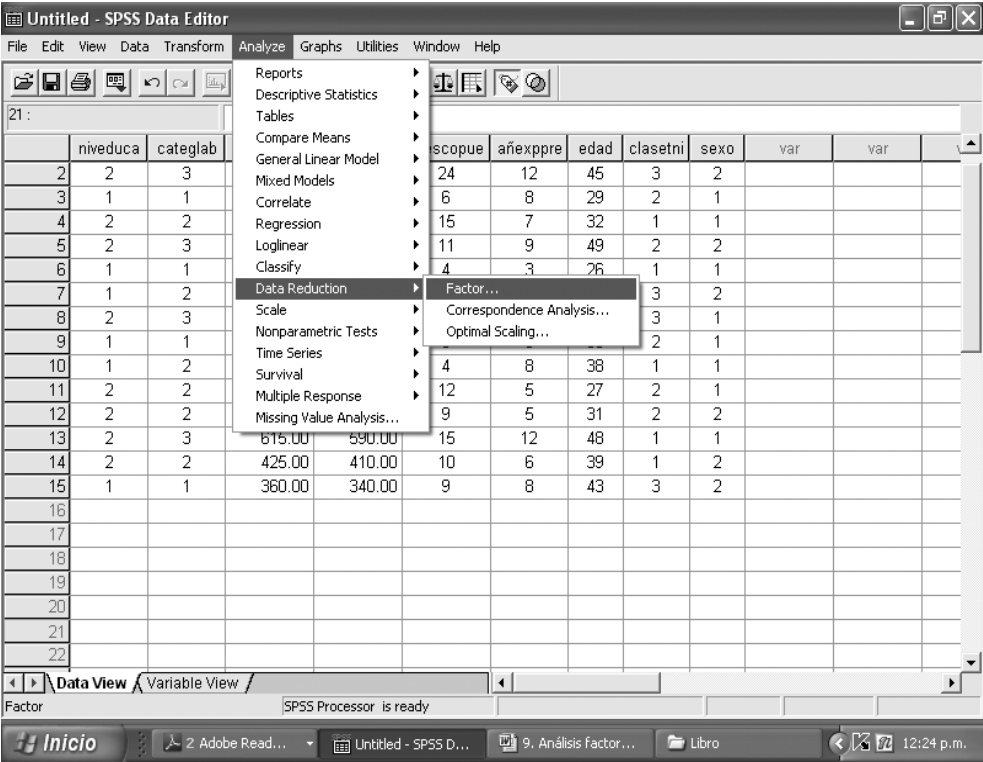 Untitled - SPSS Data Editor
File Edit View Data Transform Analyze Graphs Utilities Window Help
21 :
Reports
Descriptive Statistics
Tables
Compare Means
General Linear Model
Mixed Models
Correlate
Regression
Loglinear
Classify
Data Reduction
Scale
Nonparametric Tests
Time Series
Survival
Multiple Response
Missing Value Analysis...
Factor...
Correspondence Analysis...
Optimal Scaling...
niveduca categlab escopue añexppre edad clasetni sexo var var
2 2 3 24 12 45 3 2
3 1 1 6 8 29 2 1
4 2 2 15 7 32 1 1
5 2 3 11 9 49 2 2
6 1 1 4 3 26 1 1
7 1 2 3 2
8 2 3 3 1
9 1 1 2 1
10 1 2 4 8 38 1 1
11 2 2 12 5 27 2 1
12 2 2 9 5 31 2 2
13 2 3 615.00 590.00 15 12 48 1 1
14 2 2 425.00 410.00 10 6 39 1 2
15 1 1 360.00 340.00 9 8 43 3 2
16
17
18
19
20
21
22
Data View Variable View
Factor SPSS Processor is ready
Inicio 2 Adobe Read... Untitled - SPSS D... 9. Análisis factor... Libro 12:24 p.m.